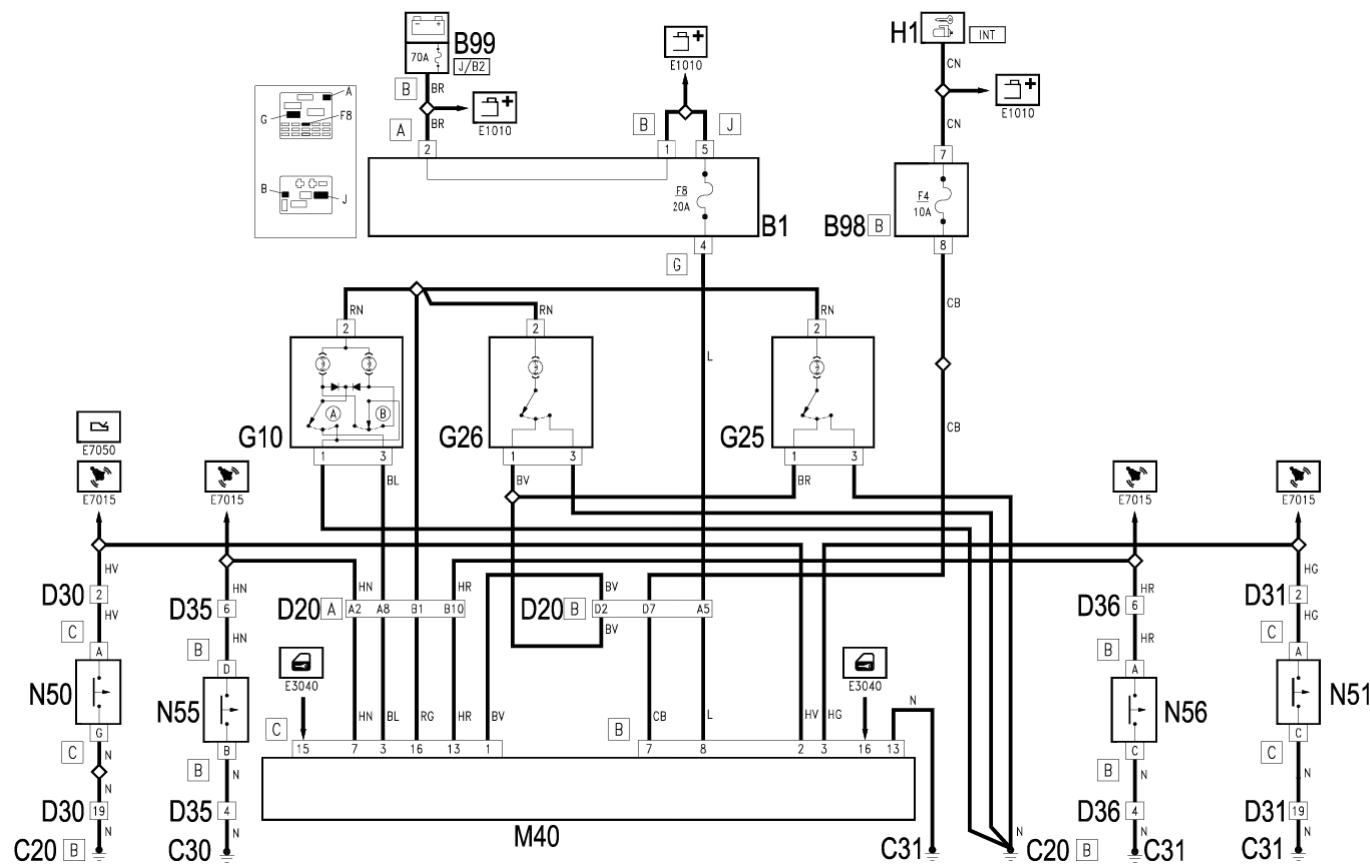 B99
70A
J/B2
E1010
H1
INT
B
BR
CN
A
G
F8
B
J
E1010
A
BR
B
J
E1010
CN
2
1
5
7
F8
20A
B1
B98
B
F4
10A
4
8
G
CB
RN
RN
RN
2
2
2
L
A
B
G10
G26
G25
CB
1
3
1
3
1
3
BL
BV
BR
E7050
E7015
E7015
E7015
E7015
HV
HN
HN
HR
BV
BV
HR
HG
D30
2
D35
6
D20
A
A2
A8
B1
B10
D20
B
D2
D7
A5
D36
6
D31
2
HV
HN
BV
HR
HG
C
B
B
C
A
D
E3040
E3040
A
A
N50
N55
N56
N51
HN
BL
RG
HR
BV
CB
L
HV
HG
N
G
C
15
7
3
16
13
1
B
7
8
2
3
16
13
B
C
C
C
N
B
N
B
N
C
N
N
D30
19
D35
4
D36
4
D31
19
M40
N
N
N
N
N
C20
B
C30
C31
C20
B
C31
C31